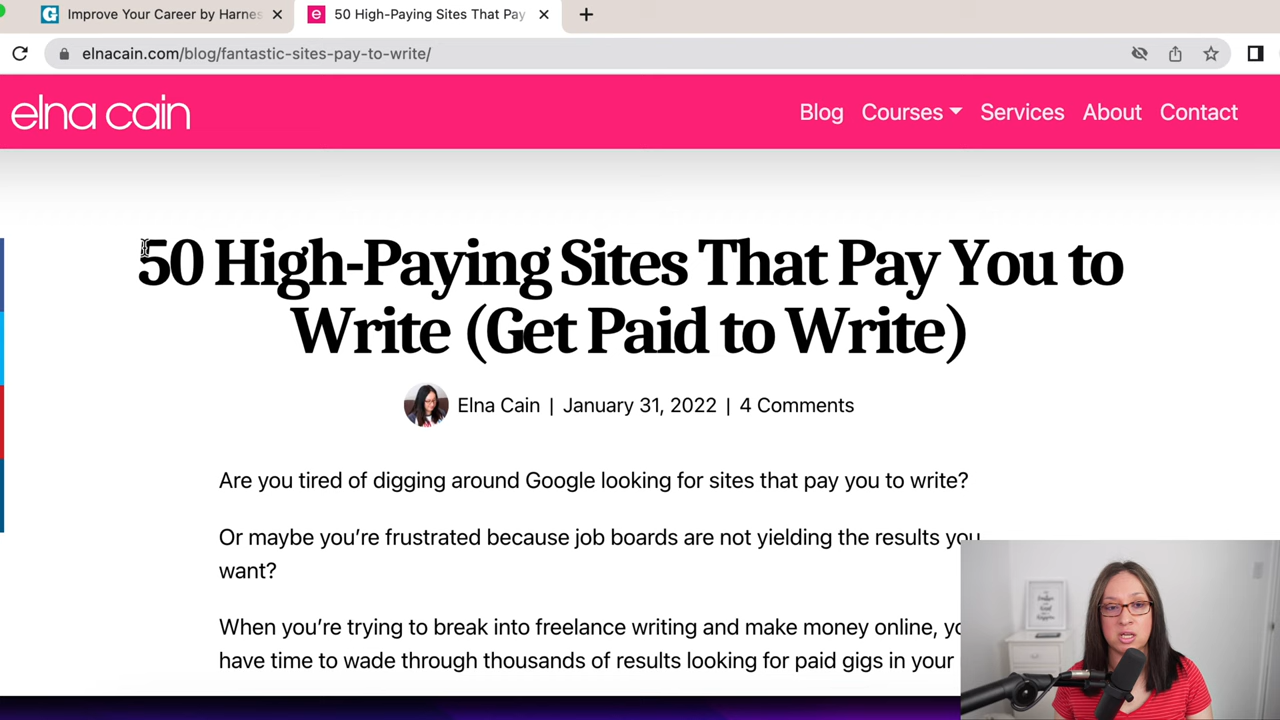 Improve Your Career by Harnes
50 High-Paying Sites That Pay
elnacain.com/blog/fantastic-sites-pay-to-write/
elna cain
Blog Courses Services About Contact
50 High-Paying Sites That Pay You to
Write (Get Paid to Write)
Elna Cain | January 31, 2022 | 4 Comments
Are you tired of digging around Google looking for sites that pay you to write?
Or maybe you're frustrated because job boards are not yielding the results you
want?
When you're trying to break into freelance writing and make money online,
have time to wade through thousands of results looking for paid gigs in your